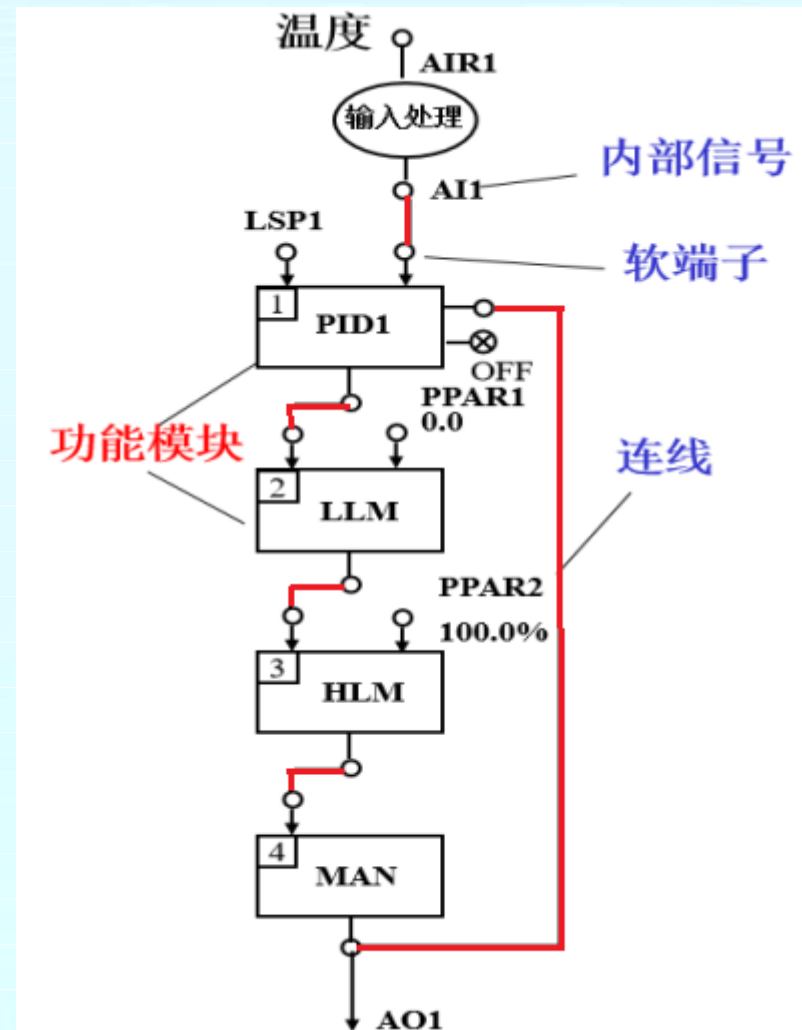 温度
AIR1
输入处理
内部信号
AI1
LSP1
软端子
1
PID1
OFF
PPAR1
0.0
功能模块
连线
2
LLM
PPAR2
100.0%
3
HLM
4
MAN
AO1